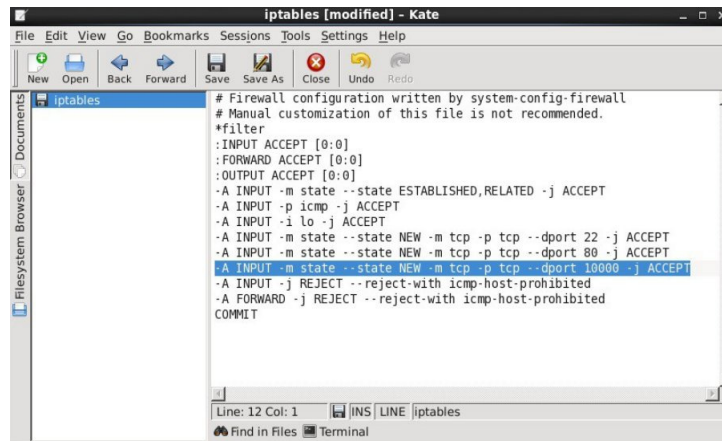 iptables [modified] – Kate
File Edit View Go Bookmarks Sessions Tools Settings Help
New Open Back Forward Save Save As Close Undo Redo
Documents
Filesystem Browser
iptables
# Firewall configuration written by system-config-firewall
# Manual customization of this file is not recommended.
*filter
:INPUT ACCEPT [0:0]
:FORWARD ACCEPT [0:0]
:OUTPUT ACCEPT [0:0]
-A INPUT -m state --state ESTABLISHED,RELATED -j ACCEPT
-A INPUT -p icmp -j ACCEPT
-A INPUT -i lo -j ACCEPT
-A INPUT -m state --state NEW -m tcp -p tcp --dport 22 -j ACCEPT
-A INPUT -m state --state NEW -m tcp -p tcp --dport 80 -j ACCEPT
-A INPUT -m state --state NEW -m tcp -p tcp --dport 10000 -j ACCEPT
-A INPUT -j REJECT --reject-with icmp-host-prohibited
-A FORWARD -j REJECT --reject-with icmp-host-prohibited
COMMIT
Line: 12 Col: 1 INS LINE iptables
Find in Files Terminal